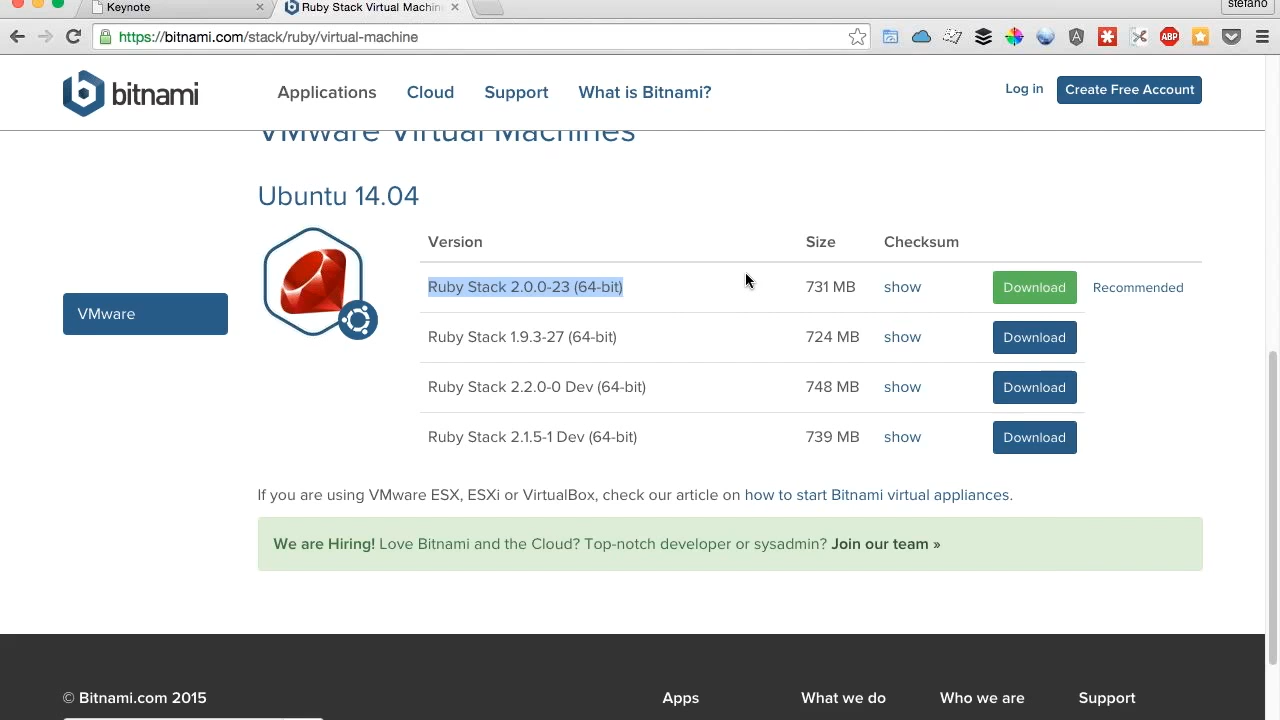 Keynote
Ruby Stack Virtual Machin
stefano
https://bitnami.com/stack/ruby/virtual-machine
ABP
bitnami
Applications
Cloud
Support
What is Bitnami?
Log in
Create Free Account
VMware Virtual Machines
Ubuntu 14.04
VMware
Version Size Checksum
Ruby Stack 2.0.0-23 (64-bit) 731 MB show Download Recommended
Ruby Stack 1.9.3-27 (64-bit) 724 MB show Download
Ruby Stack 2.2.0-0 Dev (64-bit) 748 MB show Download
Ruby Stack 2.1.5-1 Dev (64-bit) 739 MB show Download
If you are using VMware ESX, ESXi or VirtualBox, check our article on how to start Bitnami virtual appliances.
We are Hiring! Love Bitnami and the Cloud? Top-notch developer or sysadmin? Join our team »
© Bitnami.com 2015
Apps
What we do
Who we are
Support